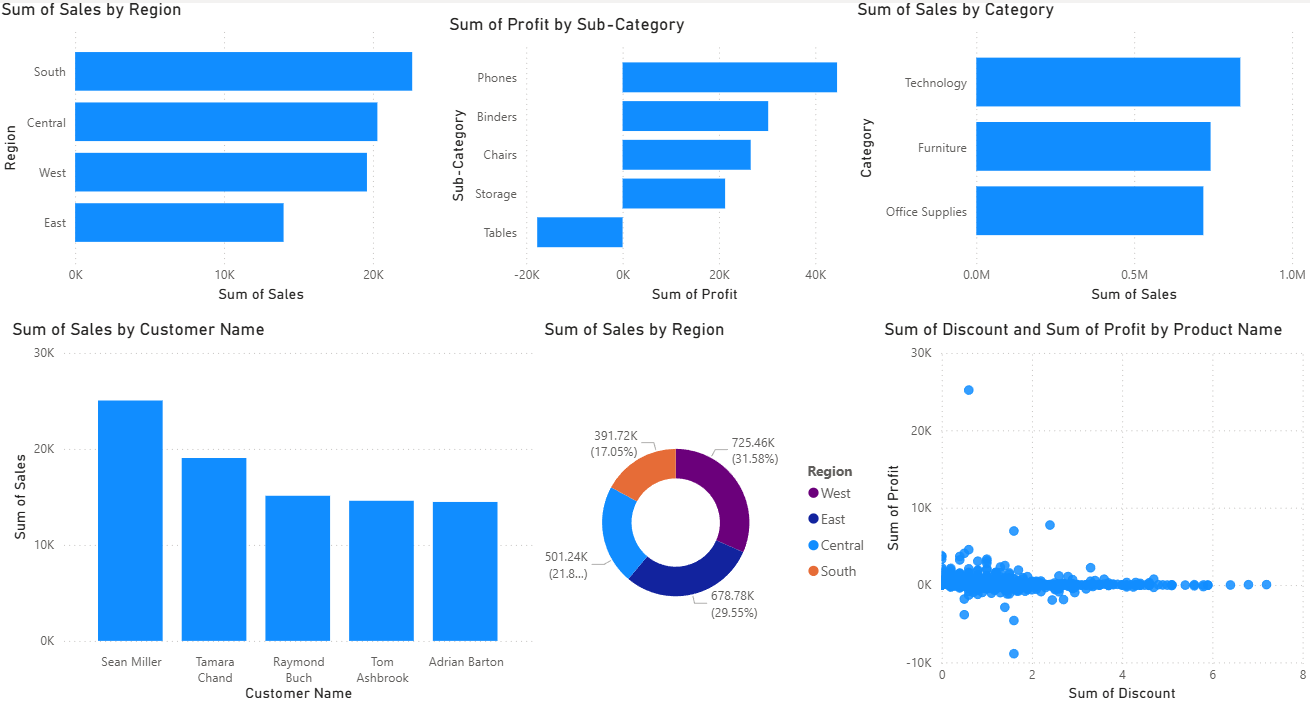 Sum of Sales by Region
Region
South
Central
West
East
0K
10K
20K
Sum of Sales
Sum of Profit by Sub-Category
Sub-Category
Phones
Binders
Chairs
Storage
Tables
-20K
0K
20K
40K
Sum of Profit
Sum of Sales by Category
Category
Technology
Furniture
Office Supplies
0.0M
0.5M
1.0M
Sum of Sales
Sum of Sales by Customer Name
Sum of Sales
30K
20K
10K
0K
Sean Miller
Tamara
Chand
Raymond
Buch
Tom
Ashbrook
Adrian Barton
Customer Name
Sum of Sales by Region
391.72K
(17.05%)
725.46K
(31.58%)
501.24K
(21.8...)
678.78K
(29.55%)
Region
West
East
Central
South
Sum of Discount and Sum of Profit by Product Name
Sum of Profit
30K
20K
10K
0K
-10K
0
2
4
6
8
Sum of Discount